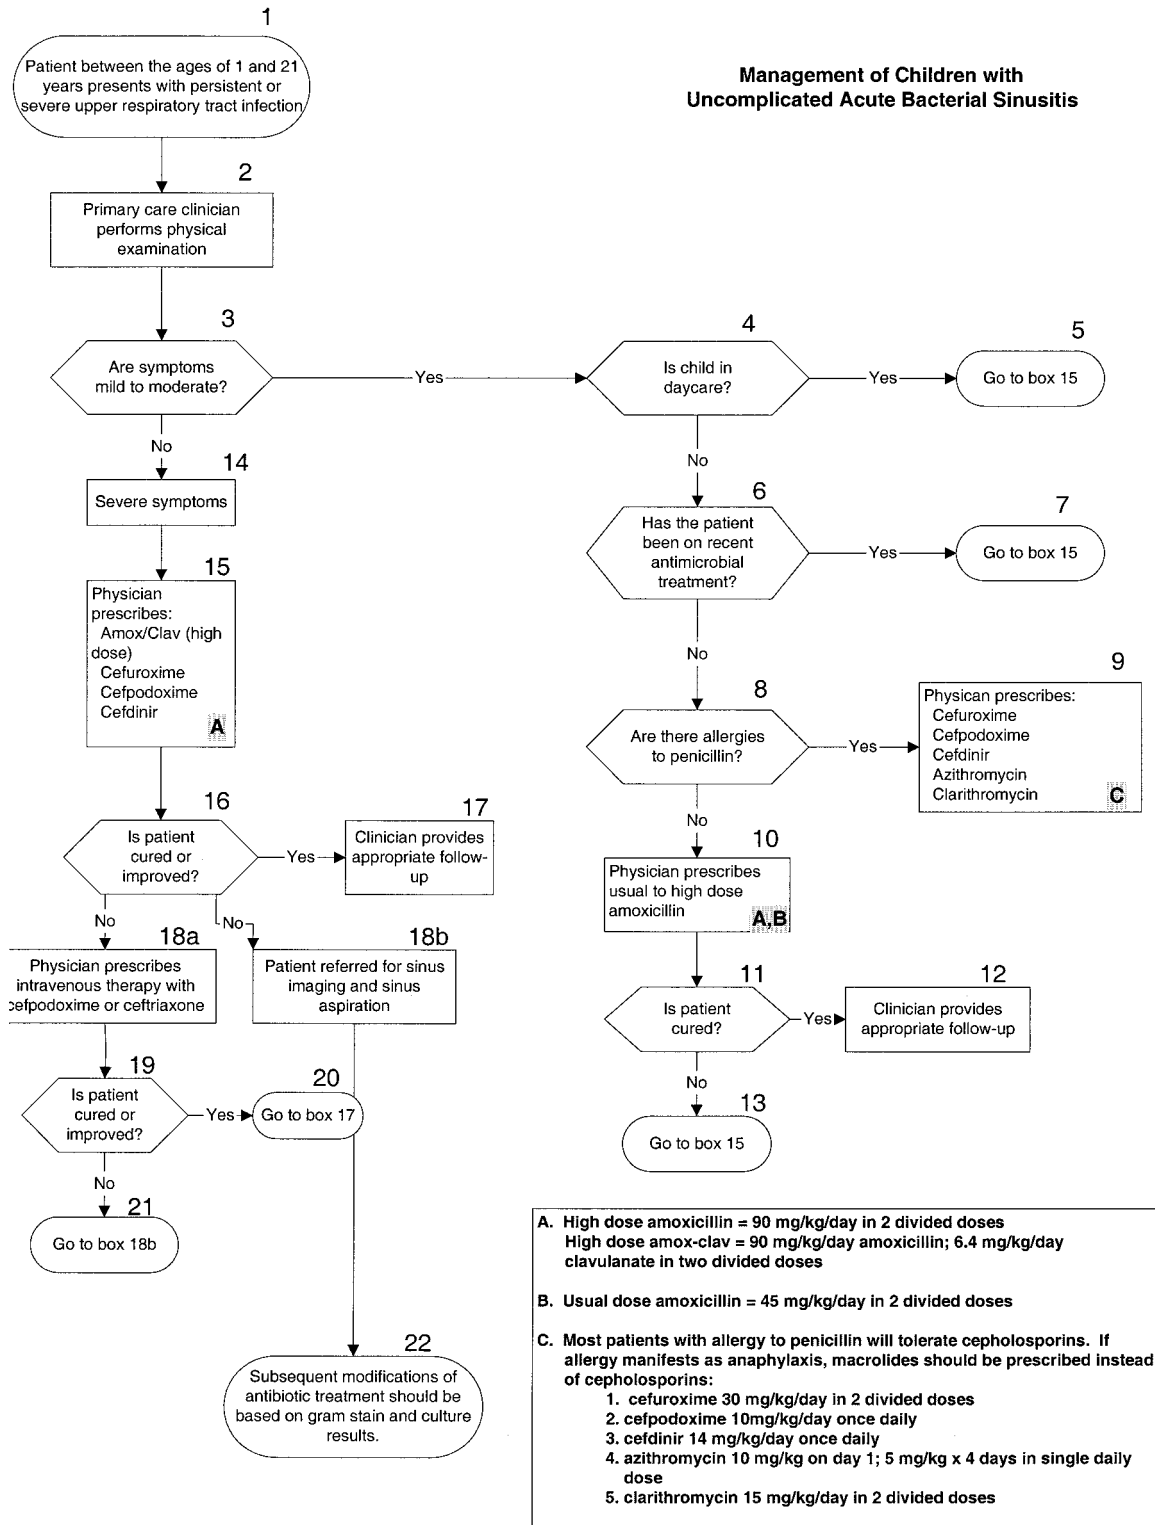 1
Patient between the ages of 1 and 21
years presents with persistent or
severe upper respiratory tract infection
Management of Children with
Uncomplicated Acute Bacterial Sinusitis
2
Primary care clinician
performs physical
examination
3
Are symptoms
mild to moderate?
Yes
4
Is child in
daycare?
Yes
5
Go to box 15
No
14
Severe symptoms
No
6
Has the patient
been on recent
antimicrobial
treatment?
Yes
7
Go to box 15
15
Physician
prescribes:
Amox/Clav (high
dose)
Cefuroxime
Cefpodoxime
Cefdinir
A
No
8
Are there allergies
to penicillin?
Yes
9
Physican prescribes:
Cefuroxime
Cefpodoxime
Cefdinir
Azithromycin
Clarithromycin
C
16
Is patient
cured or
improved?
Yes
17
Clinician provides
appropriate follow-
up
No
10
Physician prescribes
usual to high dose
amoxicillin
A,B
No
No
18a
Physician prescribes
intravenous therapy with
cefpodoxime or ceftriaxone
18b
Patient referred for sinus
imaging and sinus
aspiration
11
Is patient
cured?
Yes
12
Clinician provides
appropriate follow-up
19
Is patient
cured or
improved?
Yes
20
Go to box 17
No
13
Go to box 15
No
21
Go to box 18b
22
Subsequent modifications of
antibiotic treatment should be
based on gram stain and culture
results.
A. High dose amoxicillin = 90 mg/kg/day in 2 divided doses
High dose amox-clav = 90 mg/kg/day amoxicillin; 6.4 mg/kg/day
clavulanate in two divided doses
B. Usual dose amoxicillin = 45 mg/kg/day in 2 divided doses
C. Most patients with allergy to penicillin will tolerate cepholosporins. If
allergy manifests as anaphylaxis, macrolides should be prescribed instead
of cepholosporins:
1. cefuroxime 30 mg/kg/day in 2 divided doses
2. cefpodoxime 10mg/kg/day once daily
3. cefdinir 14 mg/kg/day once daily
4. azithromycin 10 mg/kg on day 1; 5 mg/kg x 4 days in single daily
dose
5. clarithromycin 15 mg/kg/day in 2 divided doses